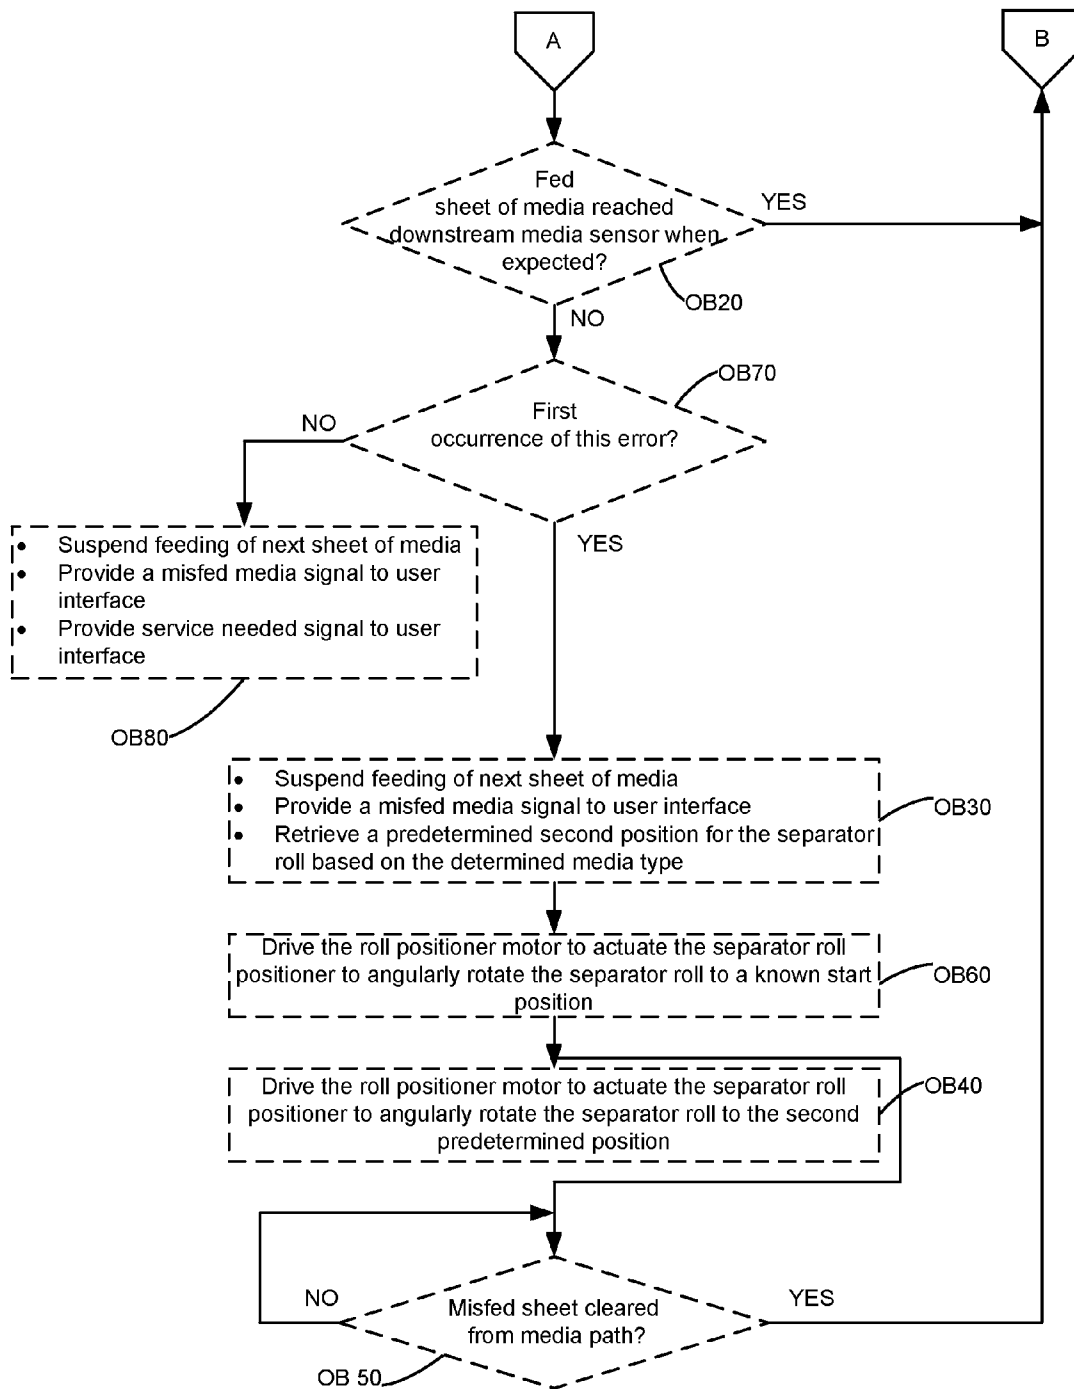 A
B
Fed
sheet of media reached
downstream media sensor when
expected?
YES
OB20
NO
OB70
First
occurrence of this error?
NO
YES
• Suspend feeding of next sheet of media
• Provide a misfed media signal to user
interface
• Provide service needed signal to user
interface
OB80
• Suspend feeding of next sheet of media
• Provide a misfed media signal to user interface
• Retrieve a predetermined second position for the separator
roll based on the determined media type
OB30
Drive the roll positioner motor to actuate the separator roll
positioner to angularly rotate the separator roll to a known start
position
OB60
Drive the roll positioner motor to actuate the separator roll
positioner to angularly rotate the separator roll to the second
predetermined position
OB40
NO
Misfed sheet cleared
from media path?
YES
OB 50